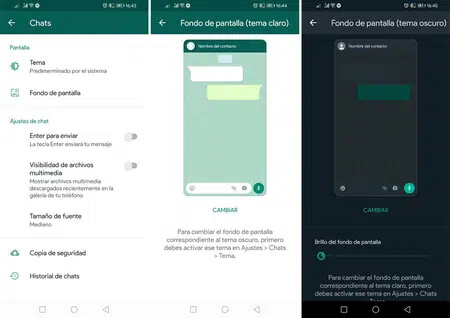 16:43
Chats
Pantalla
Tema
Predeterminado por el sistema
Fondo de pantalla
Ajustes de chat
Enter para enviar
La tecla Enter enviará tu mensaje
Visibilidad de archivos
multimedia
Mostrar archivos multimedia
descargados recientemente en la
galería de tu teléfono
Tamaño de fuente
Mediano
Copia de seguridad
Historial de chats
16:44
Fondo de pantalla (tema claro)
Nombre del contacto
CAMBIAR
Para cambiar el fondo de pantalla
correspondiente al tema oscuro, primero
debes activar ese tema en Ajustes > Chats
> Tema.
16:45
Fondo de pantalla (tema oscuro)
Nombre del contacto
CAMBIAR
Brillo del fondo de pantalla
Para cambiar el fondo de pantalla
correspondiente al tema claro, primero
debes activar ese tema en Ajustes > Chats
> Tema.